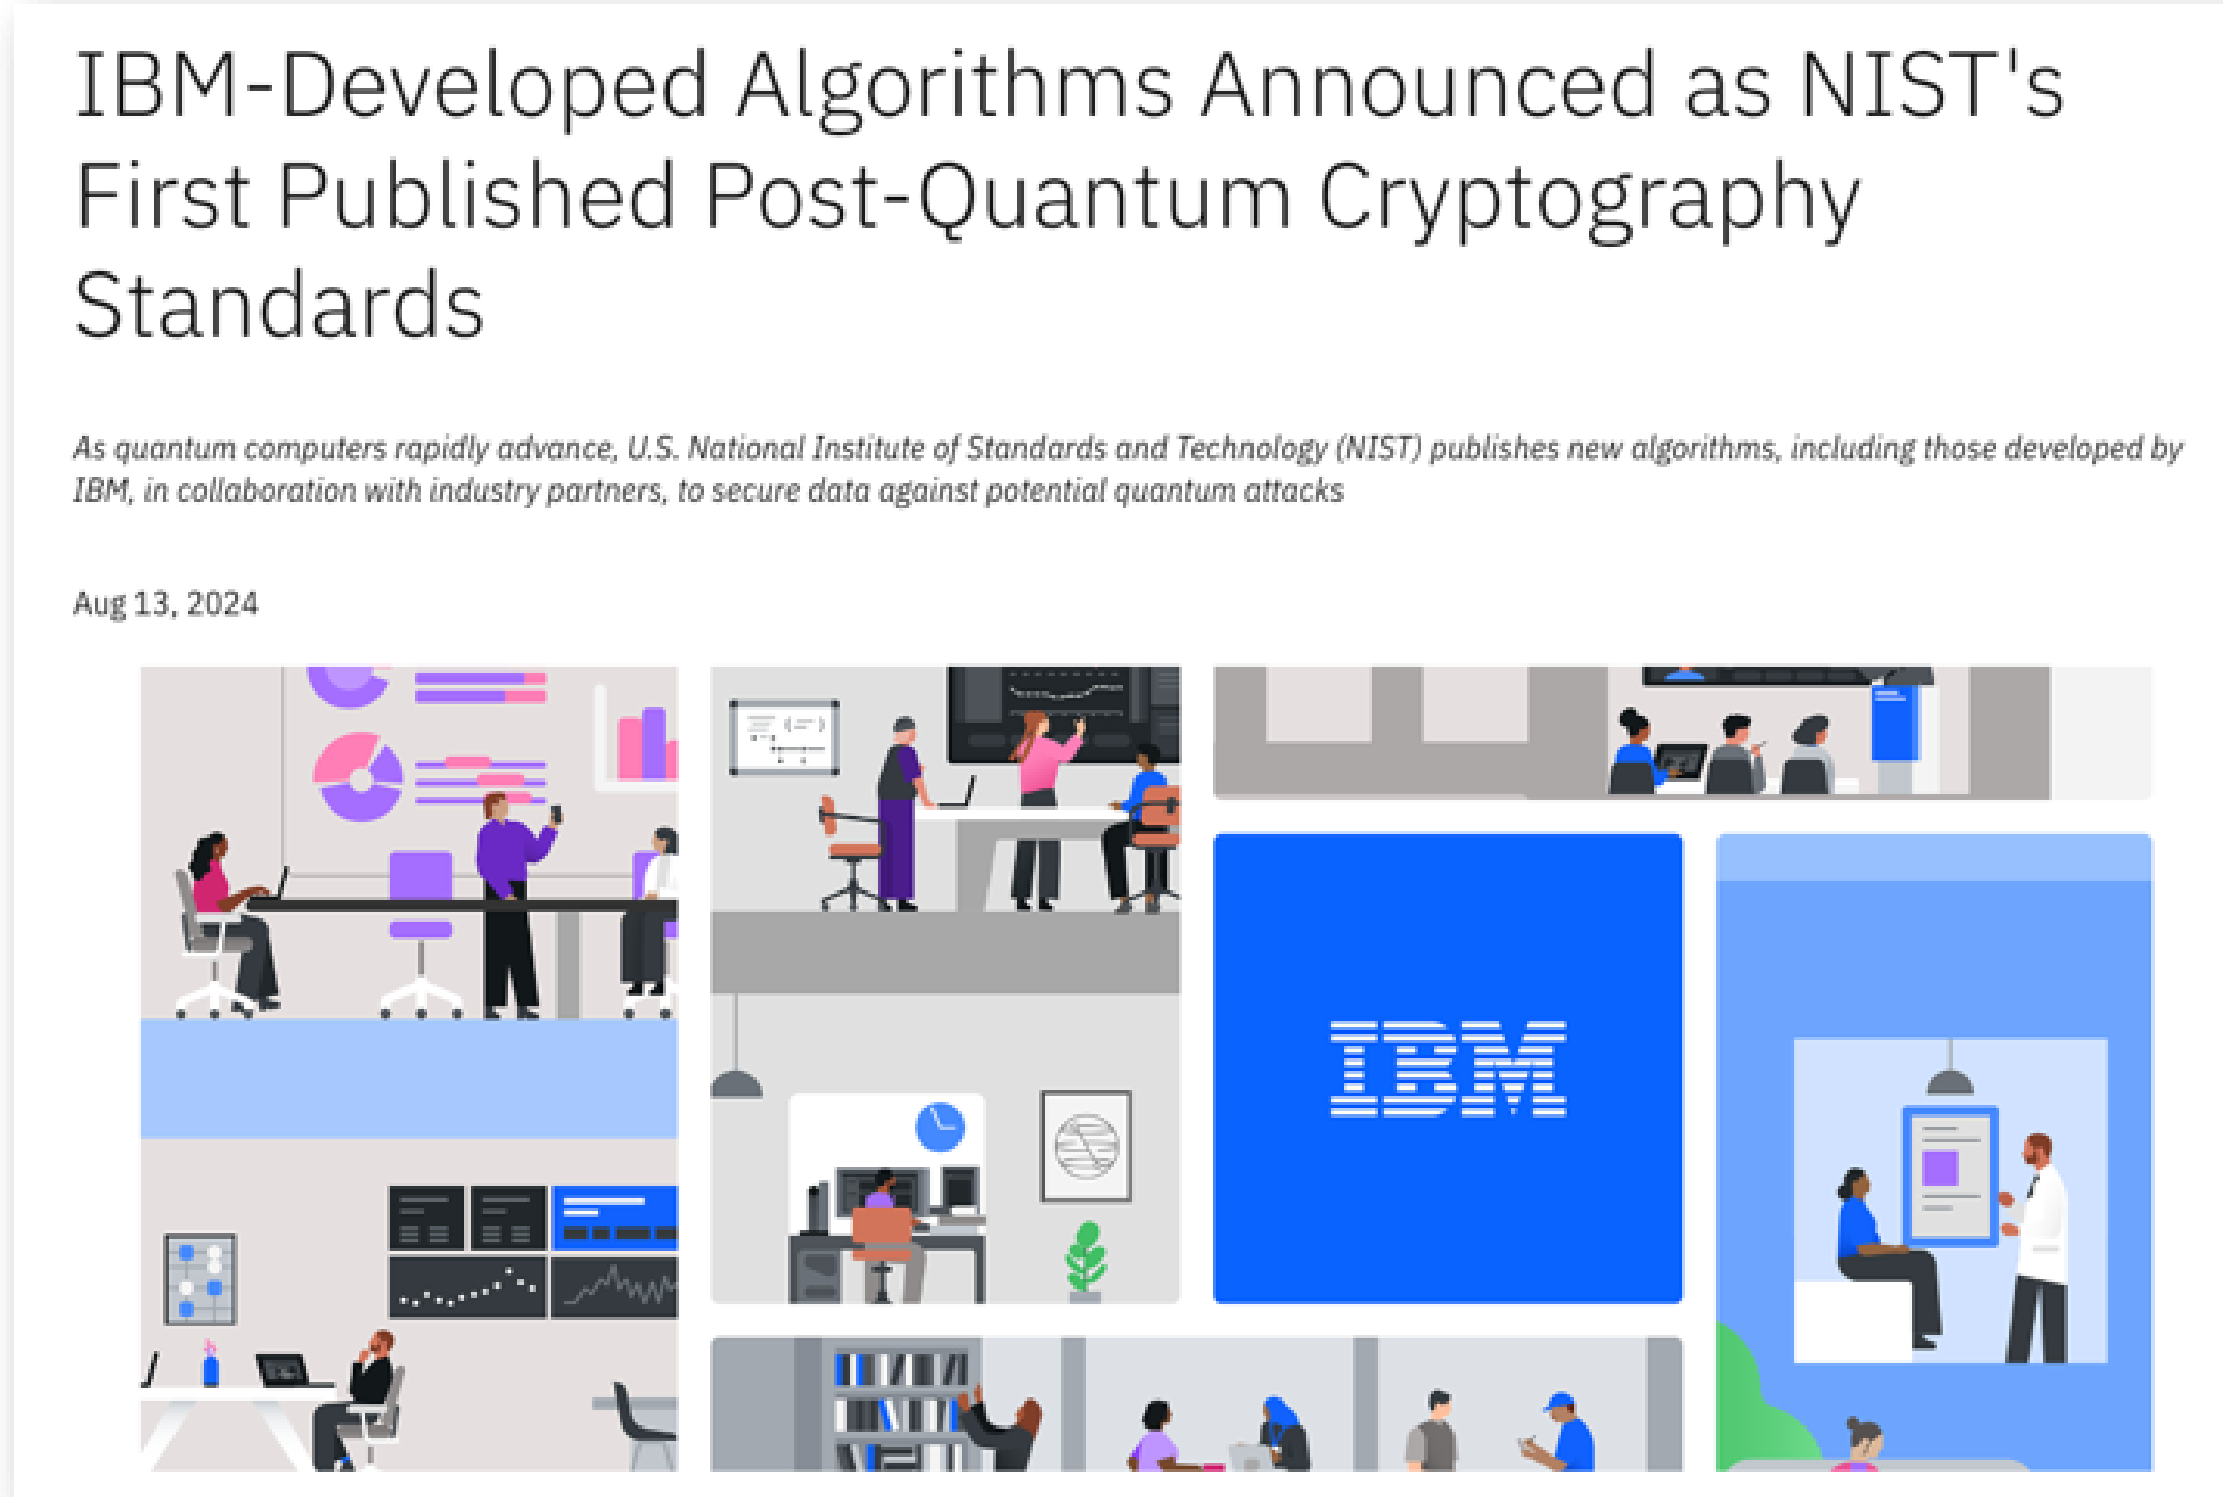 IBM-Developed Algorithms Announced as NIST's
First Published Post-Quantum Cryptography
Standards
As quantum computers rapidly advance, U.S. National Institute of Standards and Technology (NIST) publishes new algorithms, including those developed by
IBM, in collaboration with industry partners, to secure data against potential quantum attacks
Aug 13, 2024
IBM